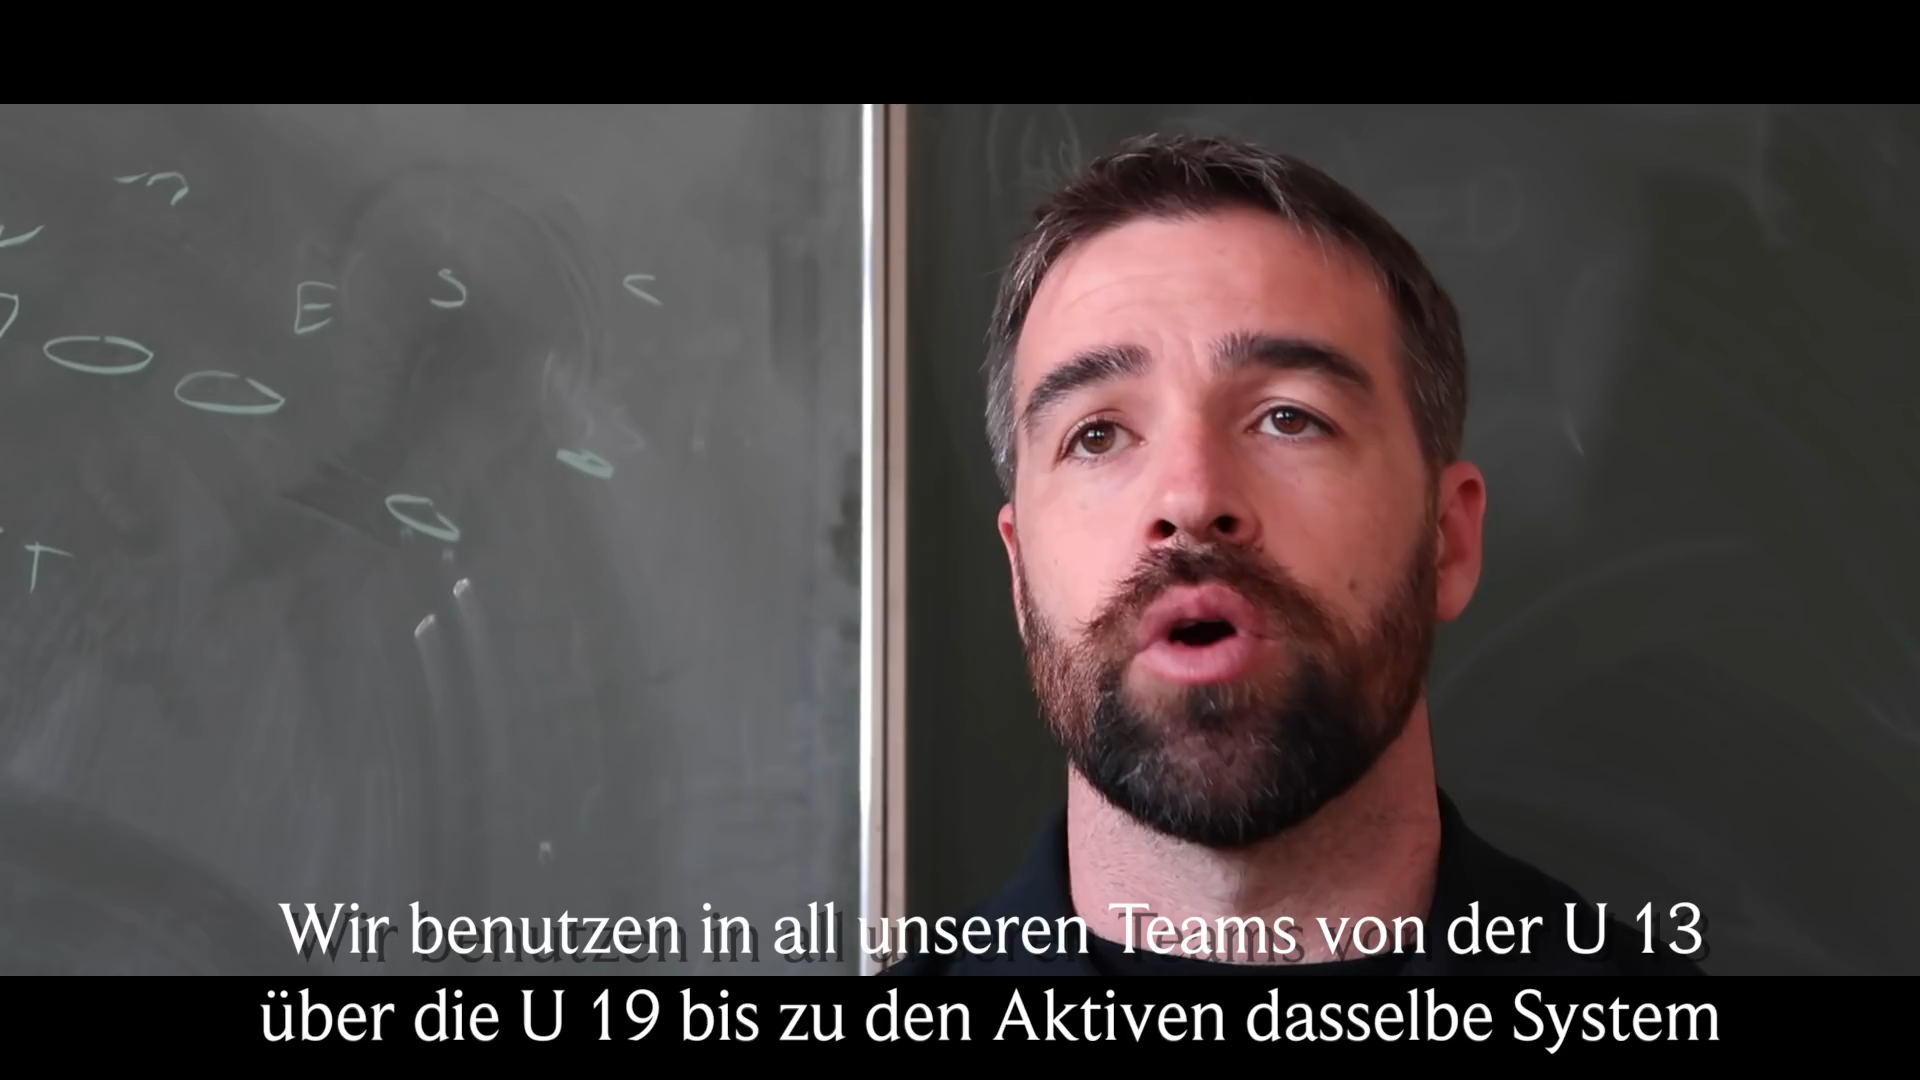 E S C
T
Wir benutzen in all unseren Teams von der U 13
über die U 19 bis zu den Aktiven dasselbe System